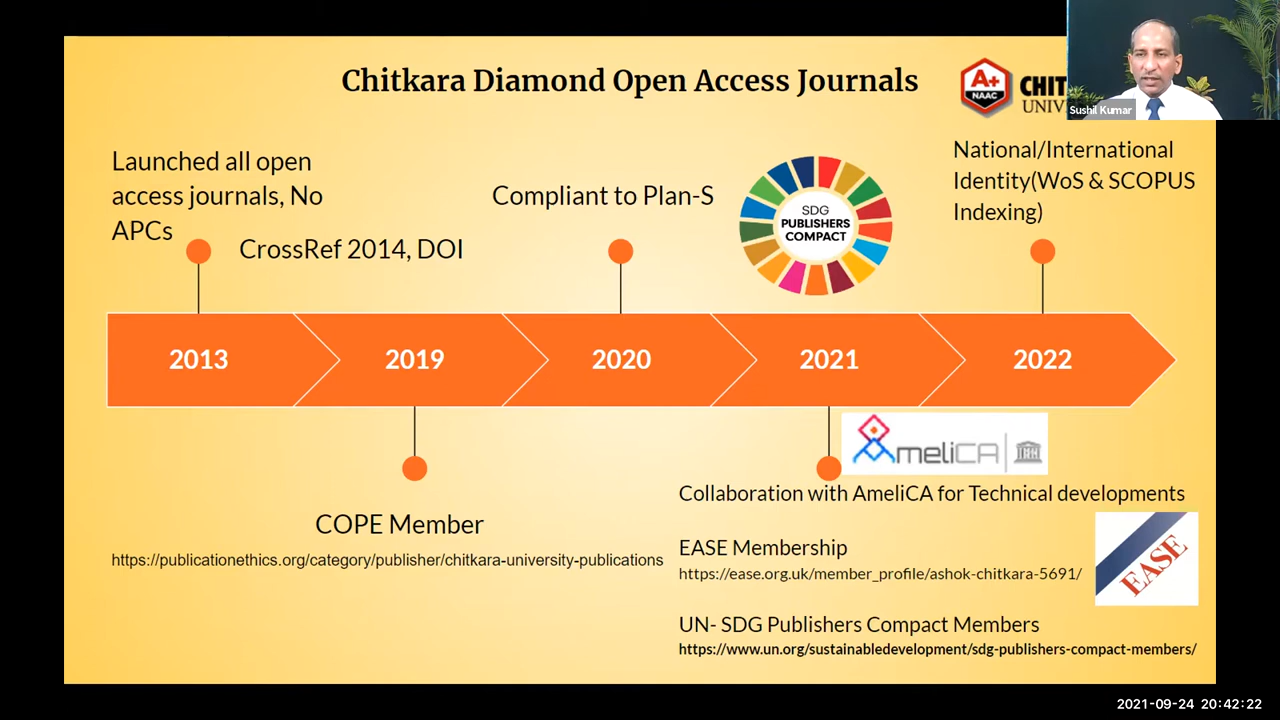 Chitkara Diamond Open Access Journals
A+
NAAC
CHIT
UNIV
Sushil Kumar
Launched all open
access journals, No
APCs
CrossRef 2014, DOI
Compliant to Plan-S
SDG
PUBLISHERS
COMPACT
National/International
Identity(WoS & SCOPUS
Indexing)
2013
2019
2020
2021
2022
AmeliCA
Collaboration with AmeliCA for Technical developments
COPE Member
https://publicationethics.org/category/publisher/chitkara-university-publications
EASE Membership
https://ease.org.uk/member_profile/ashok-chitkara-5691/
EASE
UN- SDG Publishers Compact Members
https://www.un.org/sustainabledevelopment/sdg-publishers-compact-members/
2021-09-24 20:42:22